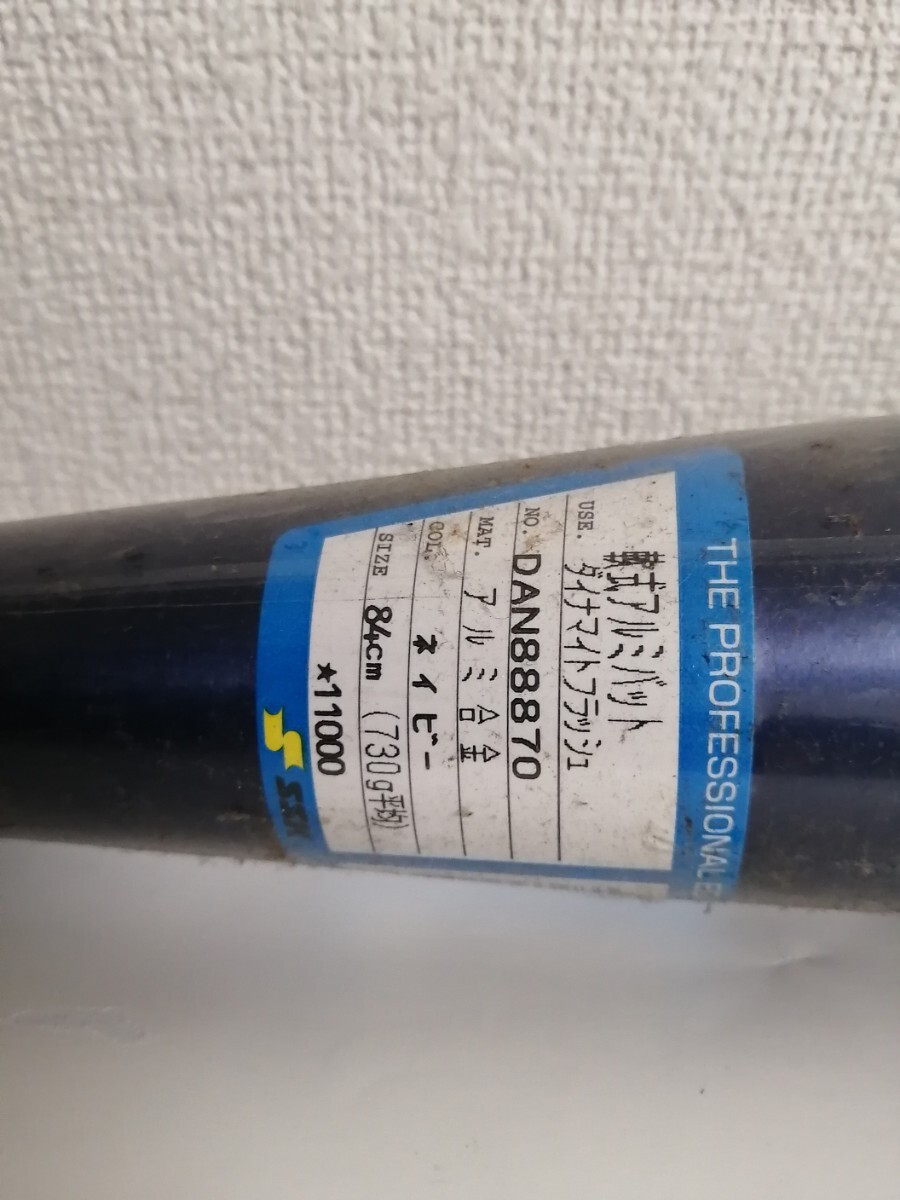 THE PROFESSIONAL
USE. 軟式アルミバット
ダイナマイトフラッシュ
NO. DAN88870
MAT. アルミ合金
COL. ネイビー
SIZE 84cm (730g平均)
★11000
SSK